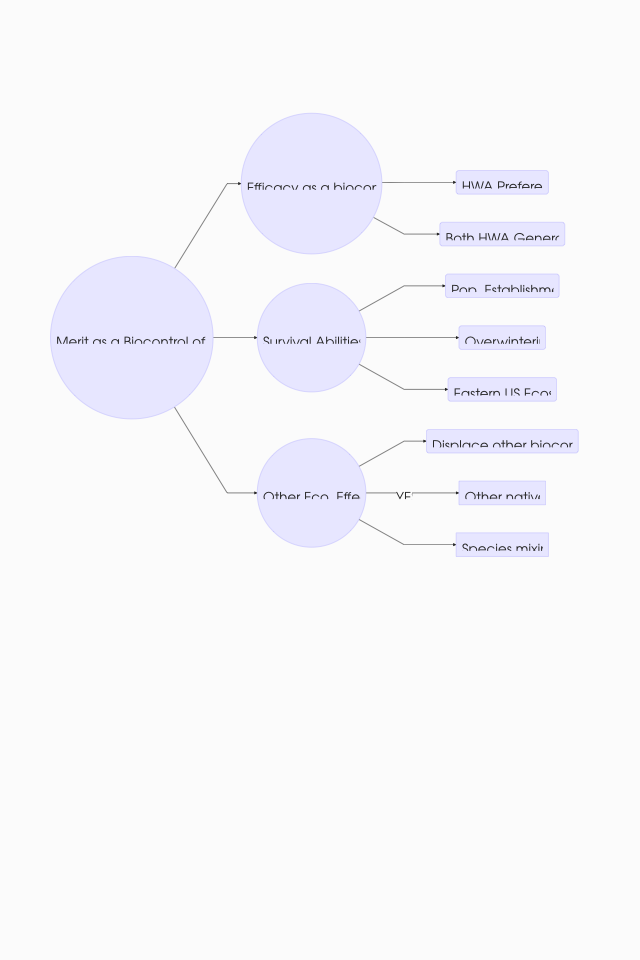 Merit as a Biocontrol of
Efficacy as a biocor
HWA Prefere
Both HWA Genera
Survival Abilities
Pop. Establishme
Overwinteri
Eastern US Ecos
Other Eco. Effe
Displace other biocor
YE
Other native
Species mixin